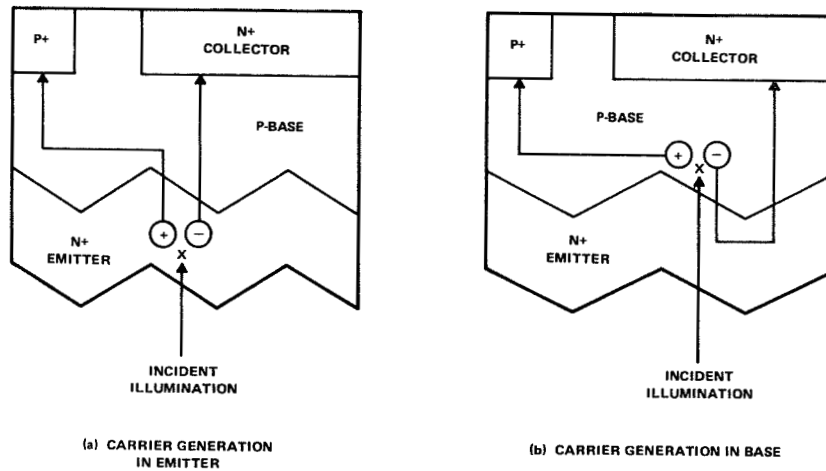 P+
N+
COLLECTOR
P-BASE
+
−
X
N+
EMITTER
INCIDENT
ILLUMINATION
(a) CARRIER GENERATION
IN EMITTER
P+
N+
COLLECTOR
P-BASE
+
−
X
N+
EMITTER
INCIDENT
ILLUMINATION
(b) CARRIER GENERATION IN BASE